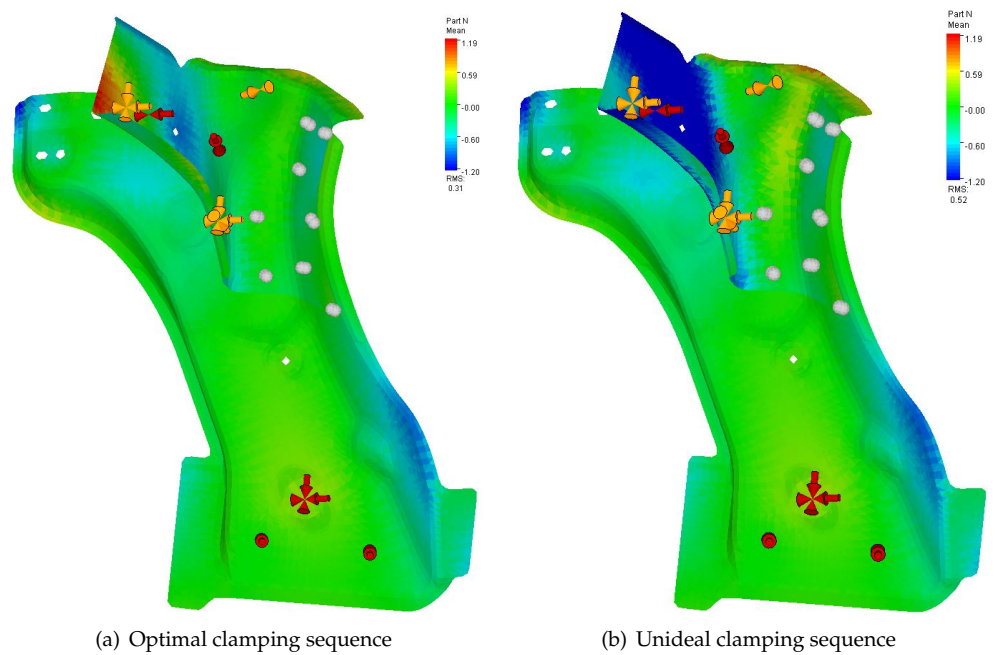 Part N
Mean
1.19
0.59
-0.00
-0.60
-1.20
RMS:
0.31
Part N
Mean
1.19
0.59
-0.00
-0.60
-1.20
RMS:
0.52
(a) Optimal clamping sequence
(b) Unideal clamping sequence